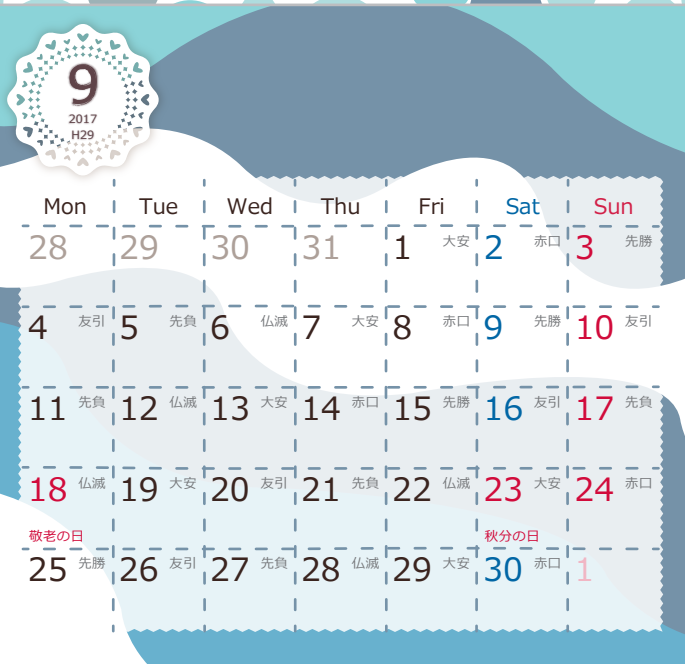 9
2017
H29
Mon Tue Wed Thu Fri Sat Sun
28 29 30 31 1 大安 2 赤口 3 先勝
4 友引 5 先負 6 仏滅 7 大安 8 赤口 9 先勝 10 友引
11 先負 12 仏滅 13 大安 14 赤口 15 先勝 16 友引 17 先負
18 仏滅 19 大安 20 友引 21 先負 22 仏滅 23 大安 24 赤口
敬老の日 秋分の日
25 先勝 26 友引 27 先負 28 仏滅 29 大安 30 赤口 1